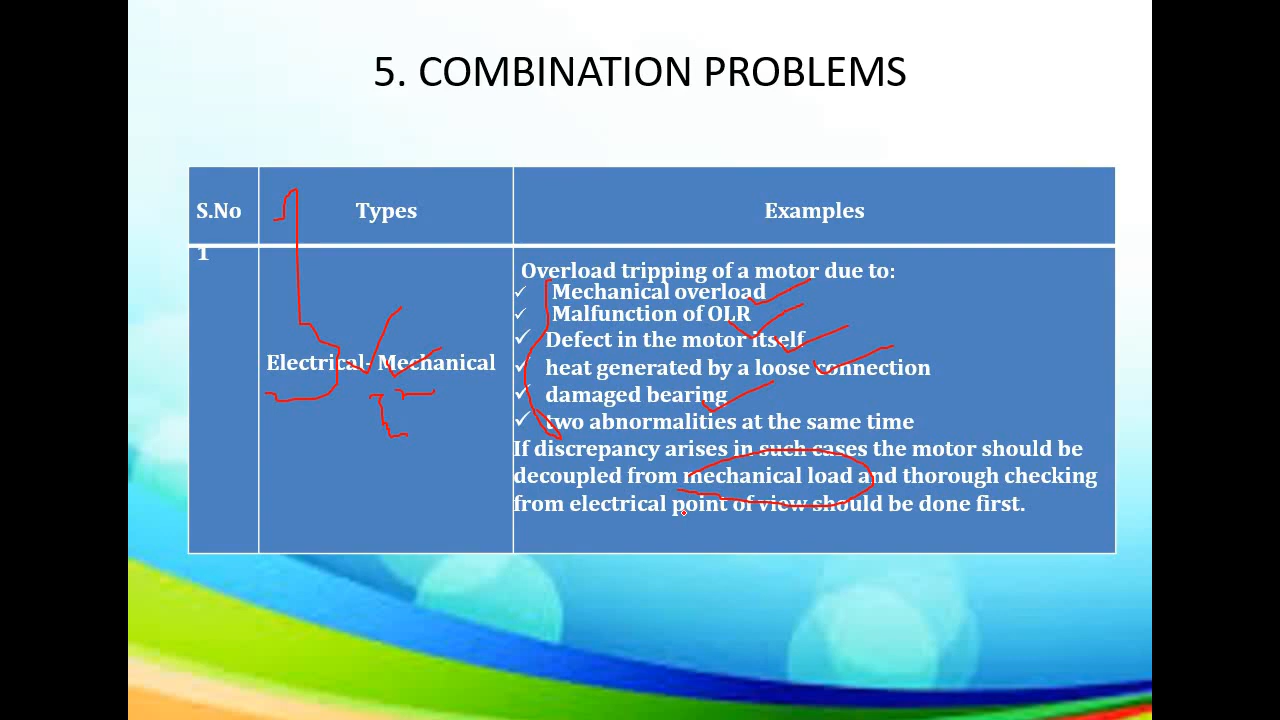 5. COMBINATION PROBLEMS
S.No Types Examples
1
Electrical- Mechanical
Overload tripping of a motor due to:
✓ Mechanical overload
✓ Malfunction of OLR
✓ Defect in the motor itself
✓ heat generated by a loose connection
✓ damaged bearing
✓ two abnormalities at the same time
If discrepancy arises in such cases the motor should be
decoupled from mechanical load and thorough checking
from electrical point of view should be done first.